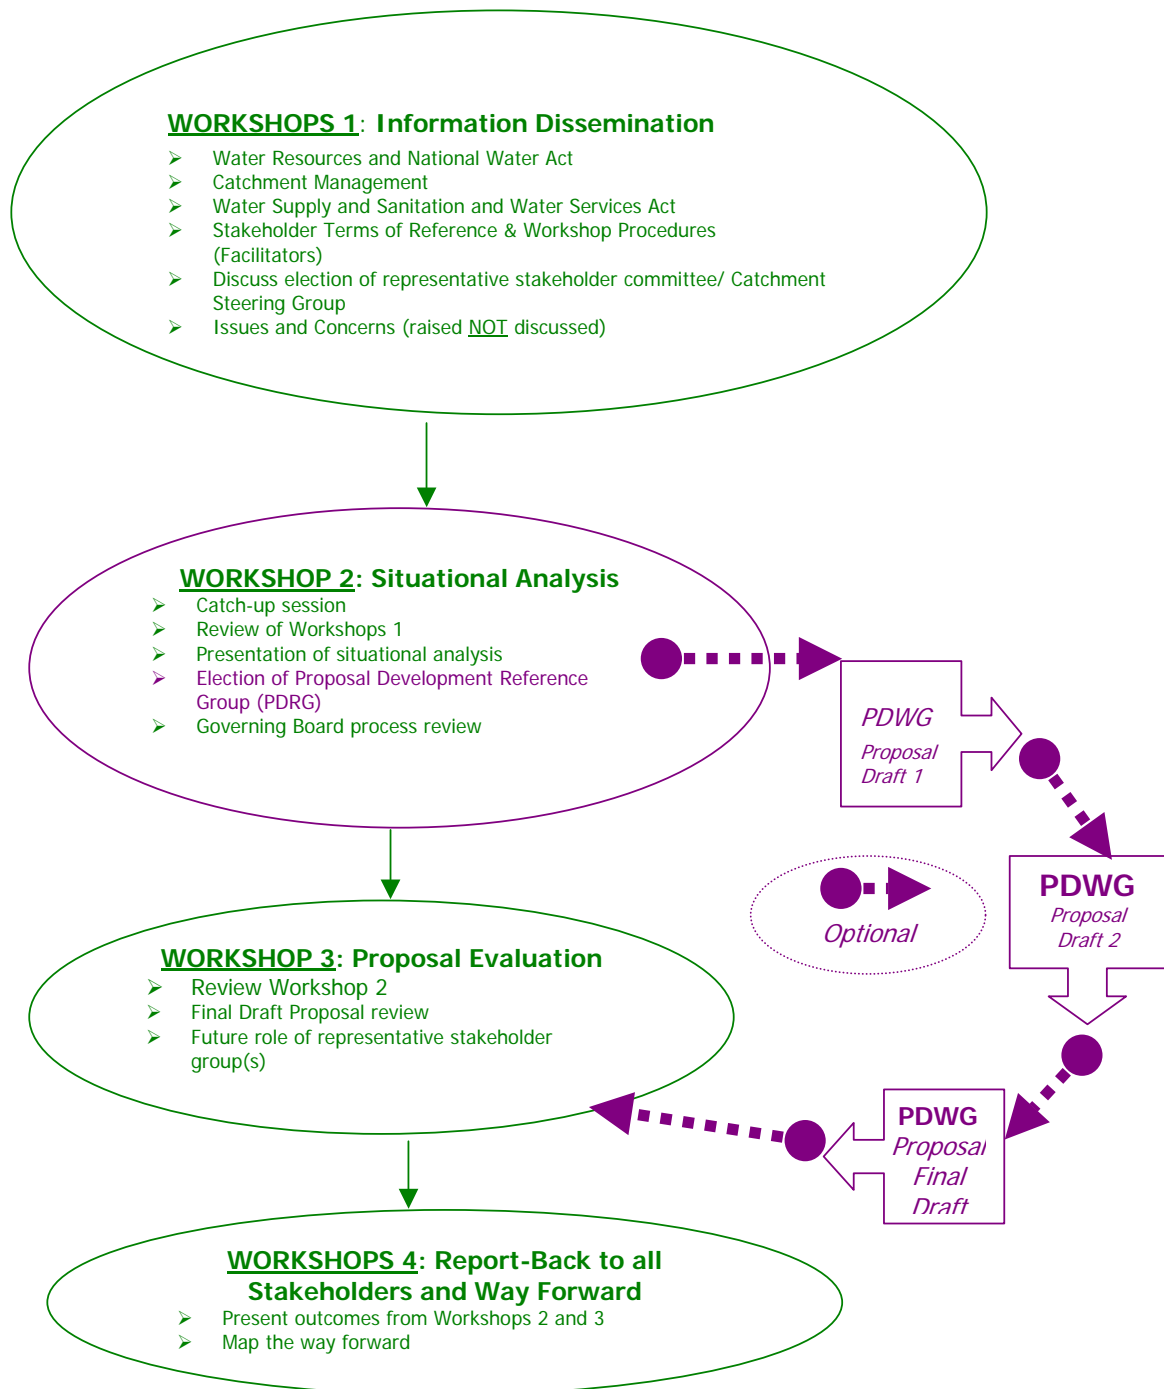 WORKSHOPS 1: Information Dissemination
➢ Water Resources and National Water Act
➢ Catchment Management
➢ Water Supply and Sanitation and Water Services Act
➢ Stakeholder Terms of Reference & Workshop Procedures
(Facilitators)
➢ Discuss election of representative stakeholder committee/ Catchment
Steering Group
➢ Issues and Concerns (raised NOT discussed)
WORKSHOP 2: Situational Analysis
➢ Catch-up session
➢ Review of Workshops 1
➢ Presentation of situational analysis
➢ Election of Proposal Development Reference
Group (PDRG)
➢ Governing Board process review
PDWG
Proposal
Draft 1
PDWG
Proposal
Draft 2
Optional
WORKSHOP 3: Proposal Evaluation
➢ Review Workshop 2
➢ Final Draft Proposal review
➢ Future role of representative stakeholder
group(s)
PDWG
Proposal
Final
Draft
WORKSHOPS 4: Report-Back to all
Stakeholders and Way Forward
➢ Present outcomes from Workshops 2 and 3
➢ Map the way forward